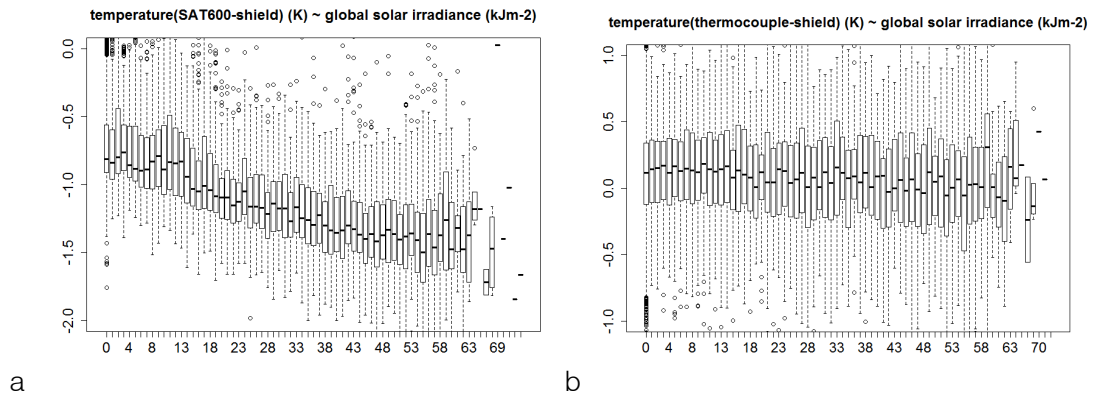 temperature(SAT600-shield) (K) ~ global solar irradiance (kJm-2)
0.0
-0.5
-1.0
-1.5
-2.0
0 4 8 13 18 23 28 33 38 43 48 53 58 63 69
a
temperature(thermocouple-shield) (K) ~ global solar irradiance (kJm-2)
1.0
0.5
0.0
-0.5
-1.0
0 4 8 13 18 23 28 33 38 43 48 53 58 63 70
b